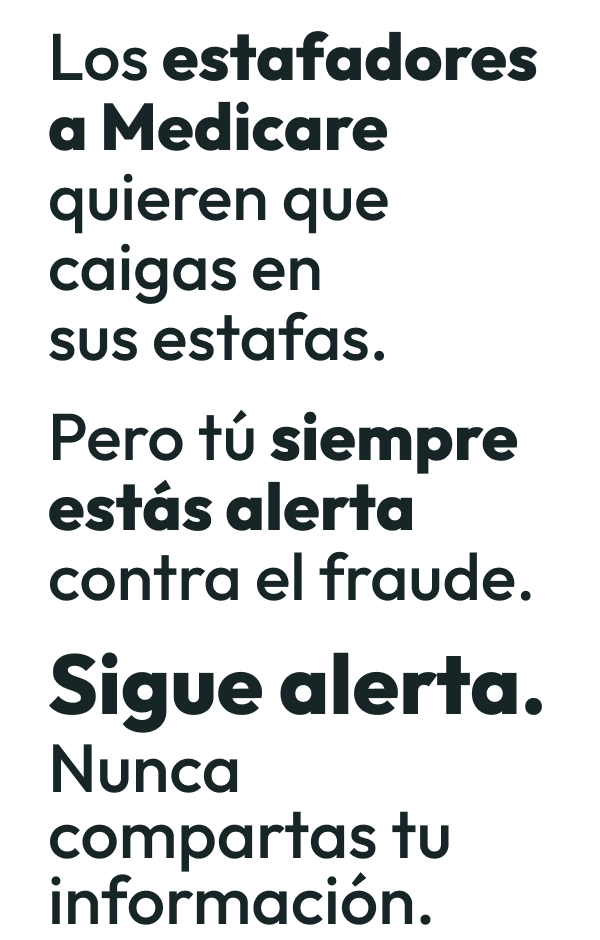 Los estafadores
a Medicare
quieren que
caigas en
sus estafas.
Pero tú siempre
estás alerta
contra el fraude.
Sigue alerta.
Nunca
compartas tu
información.